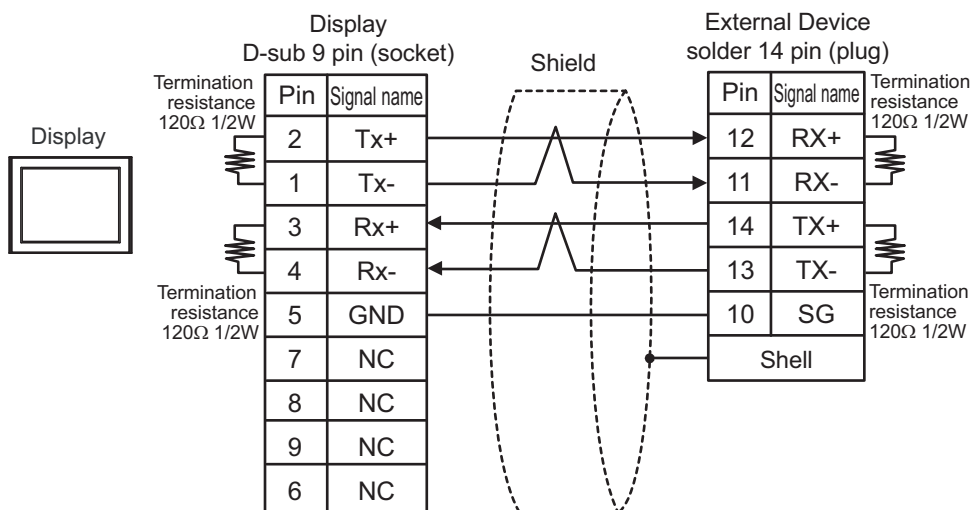 Display
D-sub 9 pin (socket)
External Device
solder 14 pin (plug)
Shield
Display
Termination
resistance
120Ω 1/2W
Pin Signal name
2 Tx+
1 Tx-
3 Rx+
4 Rx-
5 GND
7 NC
8 NC
9 NC
6 NC
Termination
resistance
120Ω 1/2W
Pin Signal name
12 RX+
11 RX-
14 TX+
13 TX-
10 SG
Shell
Termination
resistance
120Ω 1/2W
Termination
resistance
120Ω 1/2W